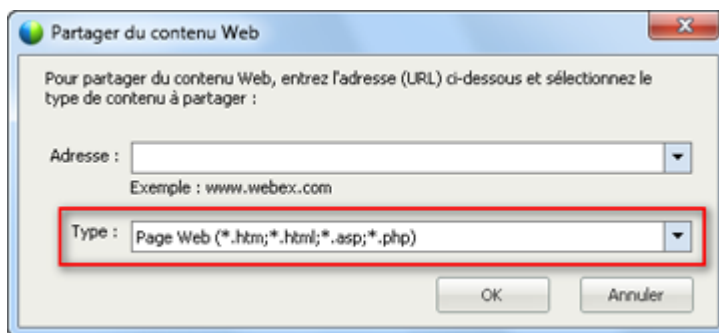 Partager du contenu Web
Pour partager du contenu Web, entrez l'adresse (URL) ci-dessous et sélectionnez le
type de contenu à partager :
Adresse :
Exemple : www.webex.com
Type : Page Web (*.htm;*.html;*.asp;*.php)
OK Annuler